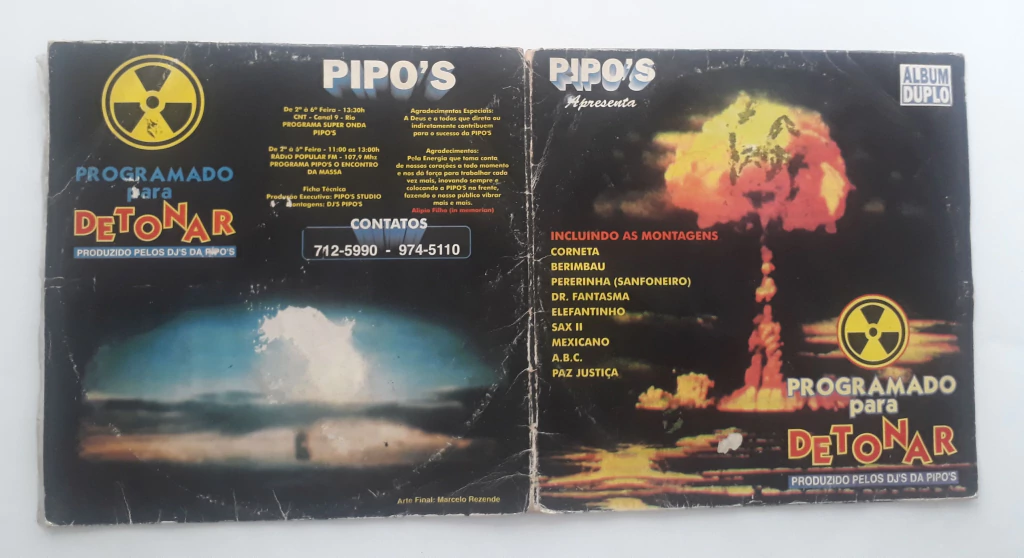 PROGRAMADO
para
DETONAR
PRODUZIDO PELOS DJ'S DA PIPO'S
PIPO'S
De 2ª a 6ª Feira - 13:30h
CNT - Canal 9 - Rio
PROGRAMA SUPER ONDA
PIPO'S
De 2ª a 5ª Feira - 11:00 as 13:00h
RÁDIO POPULAR FM - 107,9 Mhz
PROGRAMA PIPO'S O ENCONTRO
DA MASSA
Ficha Técnica
Produção Executiva: PIPO'S STUDIO
Montagens: DJ'S PIPO'S
Agradecimentos Especiais:
A Deus e a todos que direta ou
indiretamente contribuem
para o sucesso da PIPO'S
Agradecimentos:
Pela Energia que toma conta
de nossos corações a todo momento
e nos dá força para trabalhar cada
vez mais, inovando sempre e
colocando a PIPO'S na frente,
fazendo o nosso público vibrar
mais e mais.
Alípio Filho (in memorian)
CONTATOS
712-5990 - 974-5110
Arte Final: Marcelo Rezende
PIPO'S
Apresenta
ÁLBUM
DUPLO
INCLUINDO AS MONTAGENS
CORNETA
BERIMBAU
PERERINHA (SANFONEIRO)
DR. FANTASMA
ELEFANTINHO
SAX II
MEXICANO
A.B.C.
PAZ JUSTIÇA
PROGRAMADO
para
DETONAR
PRODUZIDO PELOS DJ'S DA PIPO'S